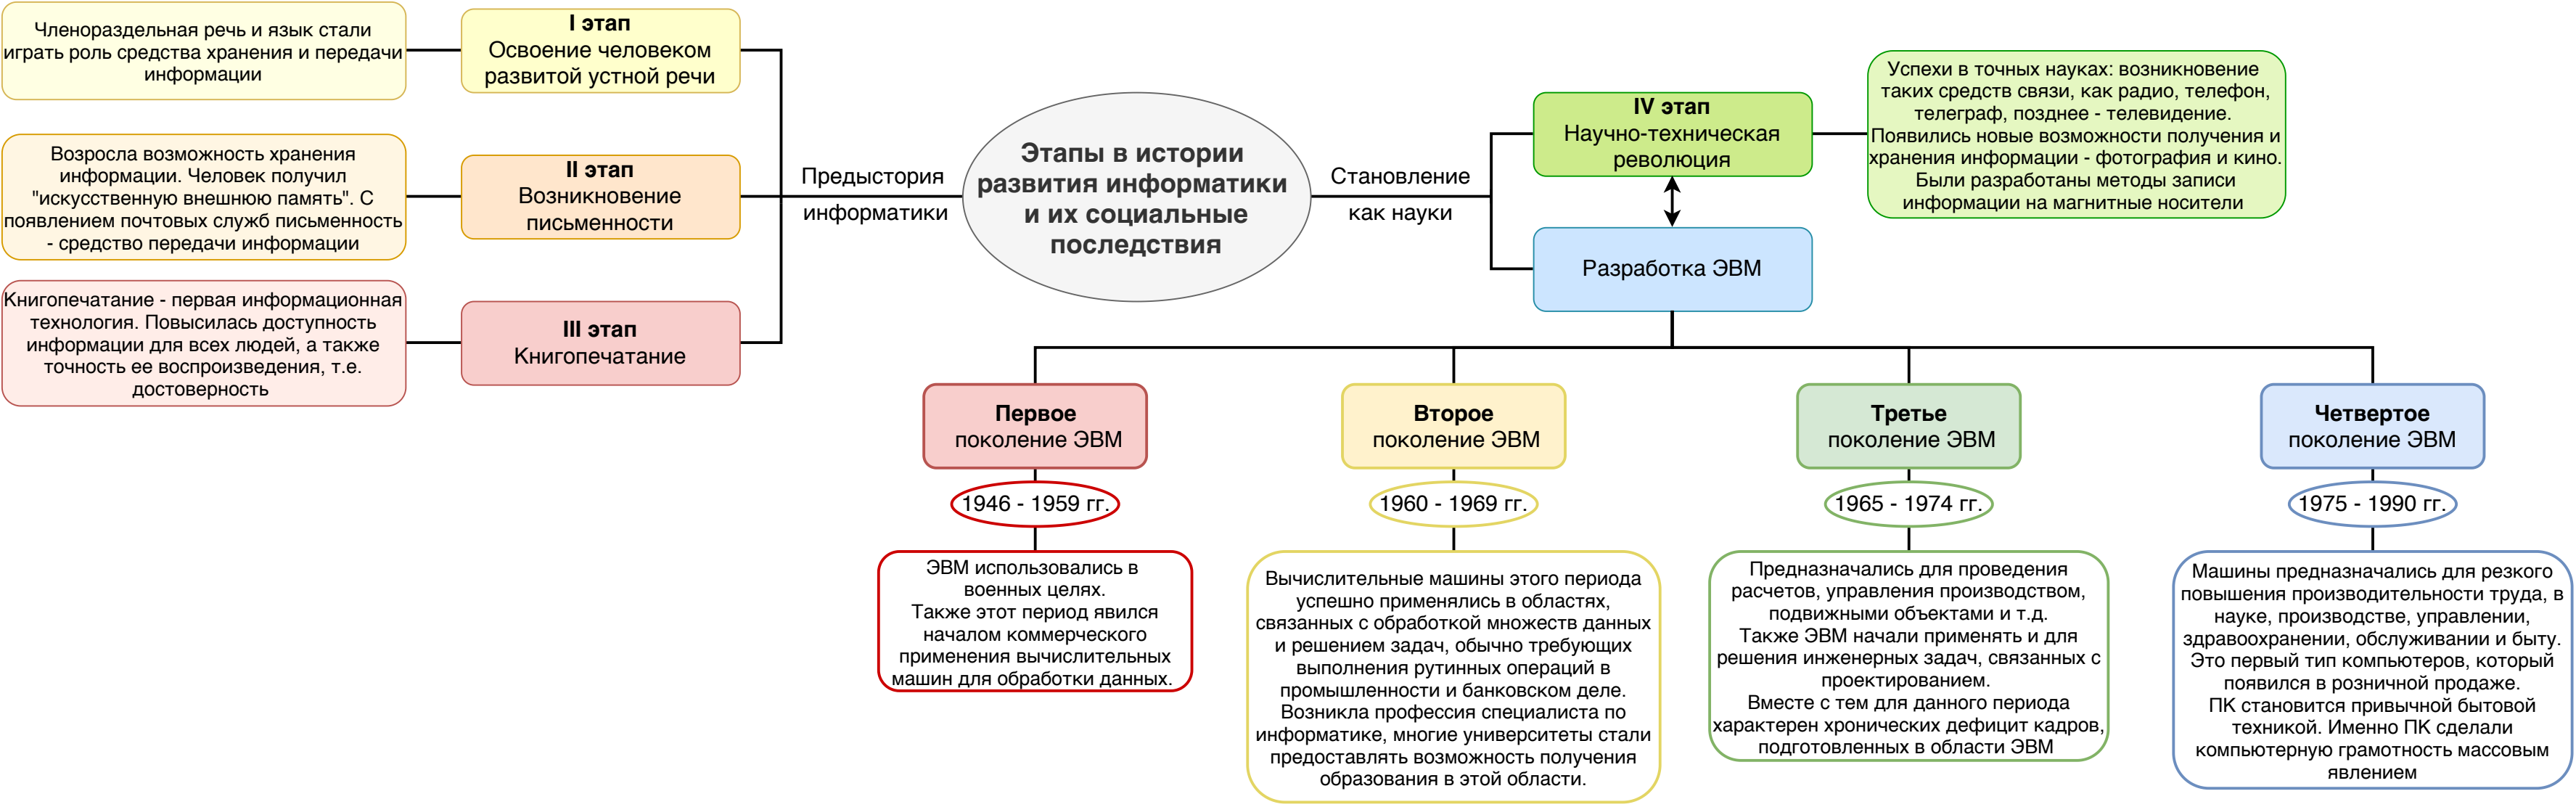 Этапы в истории
развития информатики
и их социальные
последствия
Предыстория
информатики
I этап
Освоение человеком
развитой устной речи
Членораздельная речь и язык стали
играть роль средства хранения и передачи
информации
II этап
Возникновение
письменности
Возросла возможность хранения
информации. Человек получил
"искусственную внешнюю память". С
появлением почтовых служб письменность
- средство передачи информации
III этап
Книгопечатание
Книгопечатание - первая информационная
технология. Повысилась доступность
информации для всех людей, а также
точность ее воспроизведения, т.е.
достоверность
Становление
как науки
IV этап
Научно-техническая
революция
Успехи в точных науках: возникновение
таких средств связи, как радио, телефон,
телеграф, позднее - телевидение.
Появились новые возможности получения и
хранения информации - фотография и кино.
Были разработаны методы записи
информации на магнитные носители
Разработка ЭВМ
Первое
поколение ЭВМ
1946 - 1959 гг.
ЭВМ использовались в
военных целях.
Также этот период явился
началом коммерческого
применения вычислительных
машин для обработки данных.
Второе
поколение ЭВМ
1960 - 1969 гг.
Вычислительные машины этого периода
успешно применялись в областях,
связанных с обработкой множеств данных
и решением задач, обычно требующих
выполнения рутинных операций в
промышленности и банковском деле.
Возникла профессия специалиста по
информатике, многие университеты стали
предоставлять возможность получения
образования в этой области.
Третье
поколение ЭВМ
1965 - 1974 гг.
Предназначались для проведения
расчетов, управления производством,
подвижными объектами и т.д.
Также ЭВМ начали применять и для
решения инженерных задач, связанных с
проектированием.
Вместе с тем для данного периода
характерен хронических дефицит кадров,
подготовленных в области ЭВМ
Четвертое
поколение ЭВМ
1975 - 1990 гг.
Машины предназначались для резкого
повышения производительности труда, в
науке, производстве, управлении,
здравоохранении, обслуживании и быту.
Это первый тип компьютеров, который
появился в розничной продаже.
ПК становится привычной бытовой
техникой. Именно ПК сделали
компьютерную грамотность массовым
явлением